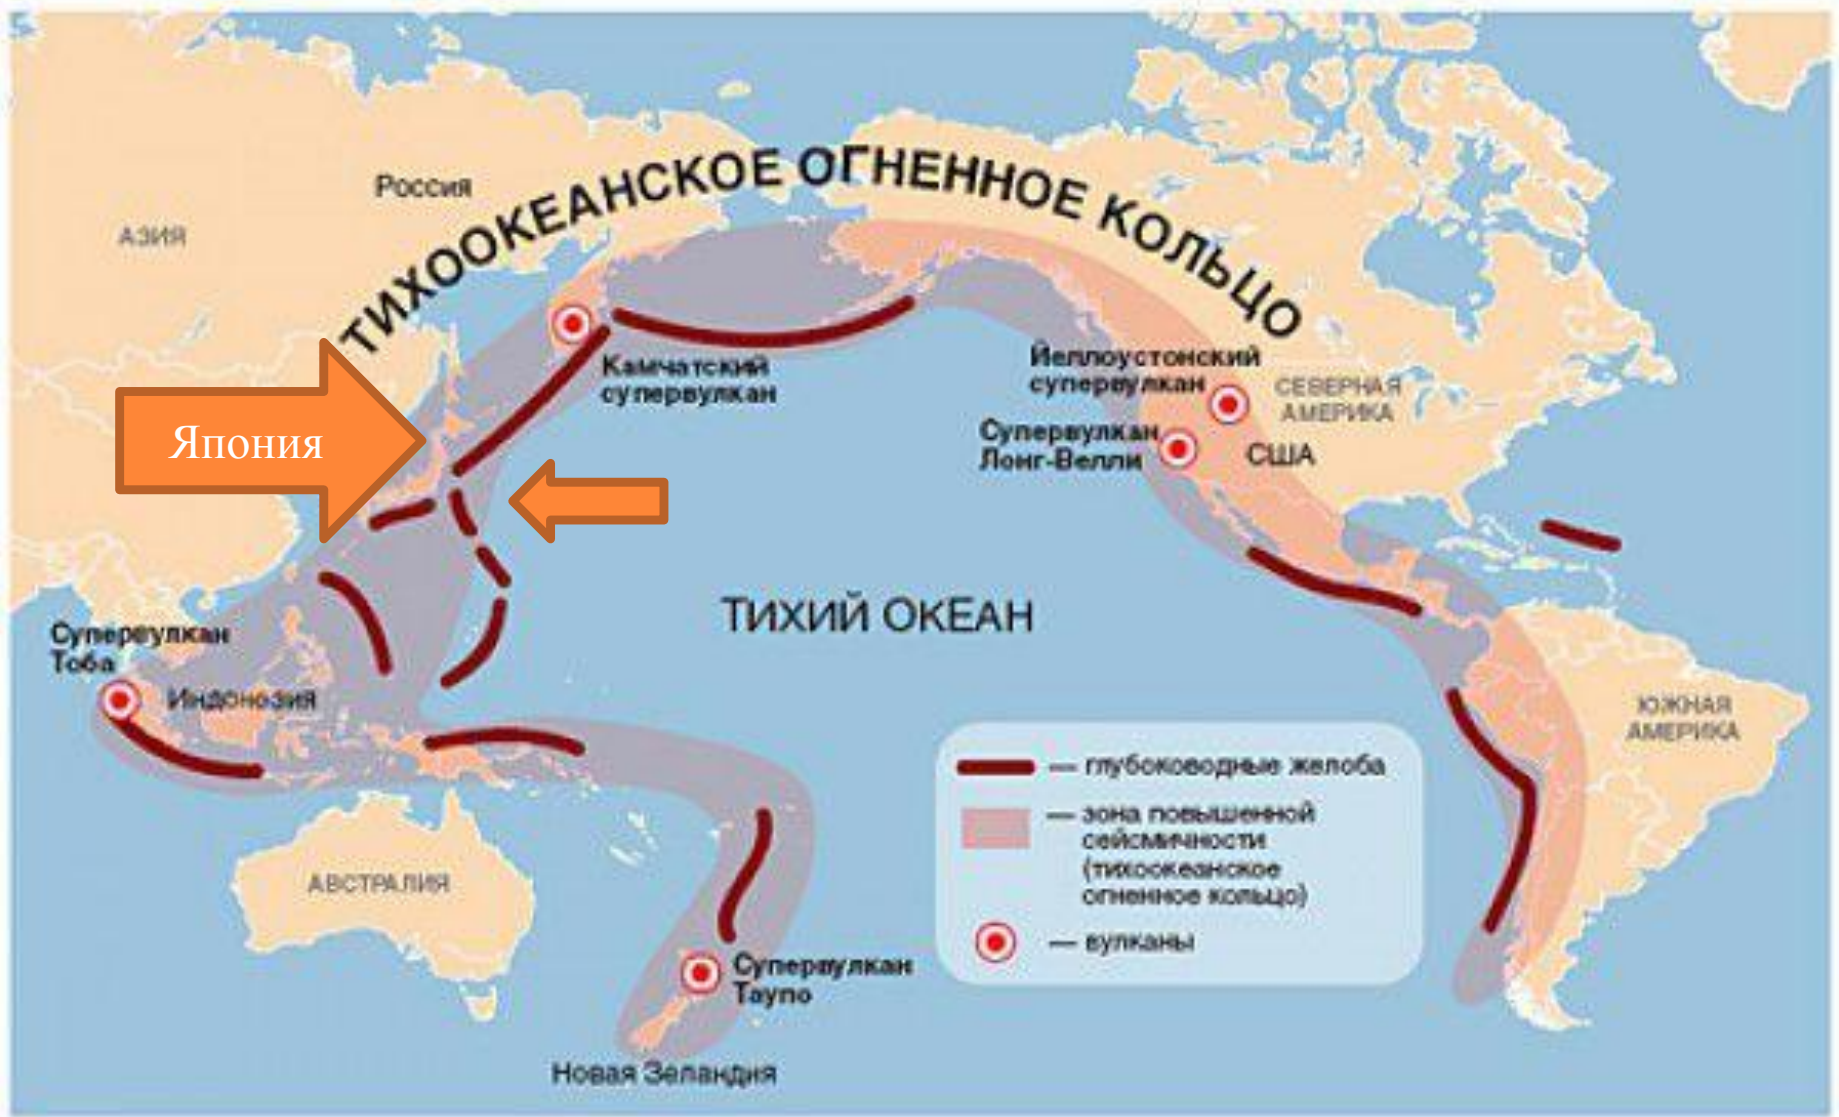 ТИХООКЕАНСКОЕ ОГНЕННОЕ КОЛЬЦО
Россия
АЗИЯ
Япония
Камчатский
супервулкан
Йеллоустонский
супервулкан
СЕВЕРНАЯ
АМЕРИКА
Супервулкан
Лонг-Велли
США
ТИХИЙ ОКЕАН
Супервулкан
Тоба
Индонозия
ЮЖНАЯ
АМЕРИКА
АВСТРАЛИЯ
Супервулкан
Таупо
Новая Зеландия
— глубоководные желоба
— зона повышенной
сейсмичности
(тихоокеанское
огненное кольцо)
— вулканы